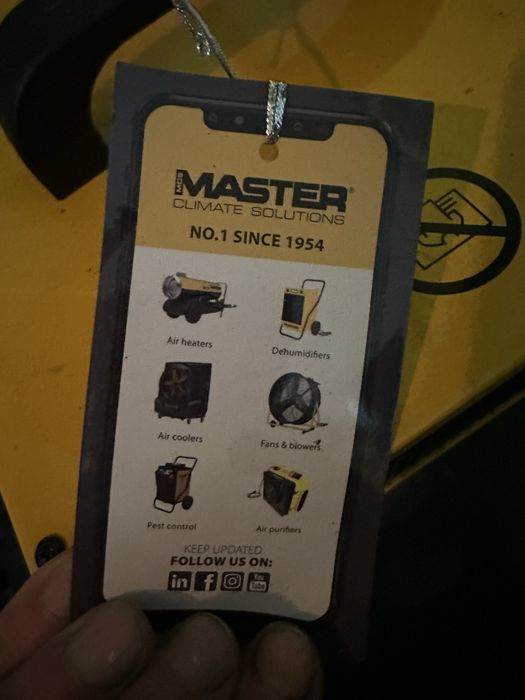 MCS MASTER®
CLIMATE SOLUTIONS
NO.1 SINCE 1954
Air heaters
Dehumidifiers
Air coolers
Fans & blowers
Pest control
Air purifiers
KEEP UPDATED
FOLLOW US ON:
in f You Tube